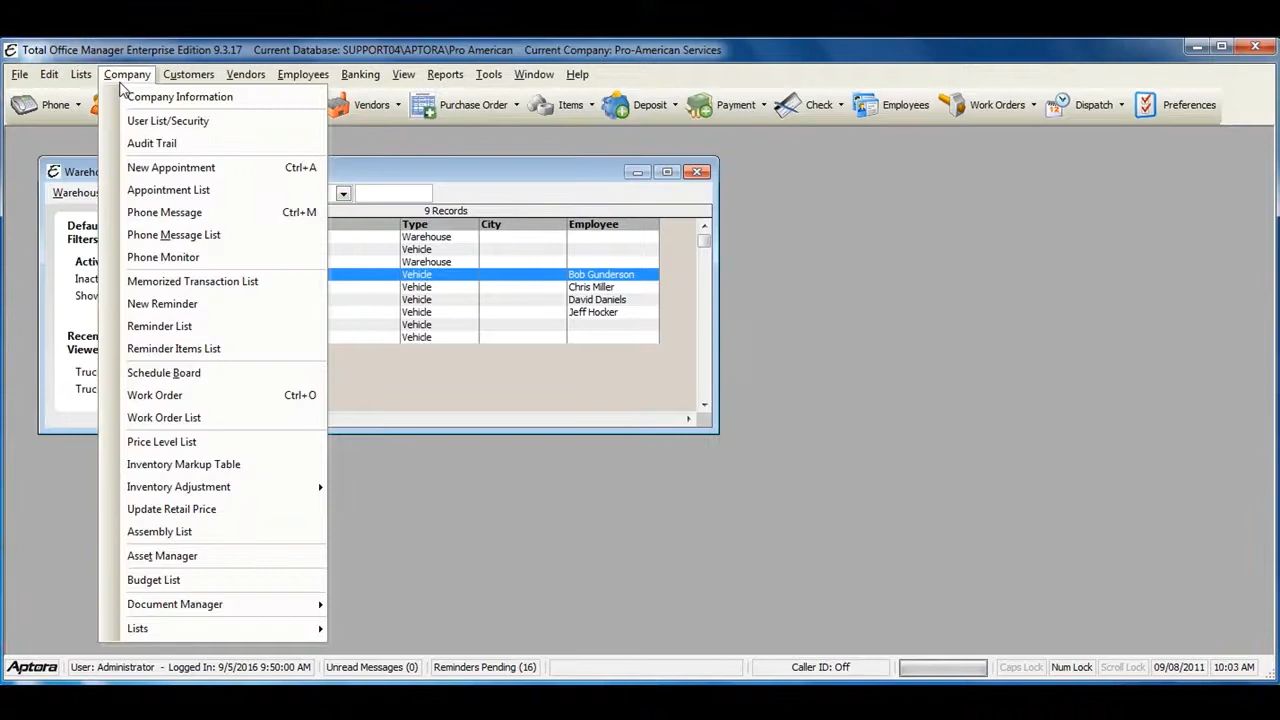 Total Office Manager Enterprise Edition 9.3.17 Current Database: SUPPORT04\APTORA\Pro American Current Company: Pro-American Services
File Edit Lists Company Customers Vendors Employees Banking View Reports Tools Window Help
Phone Vendors Purchase Order Items Deposit Payment Check Employees Work Orders Dispatch Preferences
Company Information
User List/Security
Audit Trail
New Appointment Ctrl+A
Appointment List
Phone Message Ctrl+M
Phone Message List
Phone Monitor
Memorized Transaction List
New Reminder
Reminder List
Reminder Items List
Schedule Board
Work Order Ctrl+O
Work Order List
Price Level List
Inventory Markup Table
Inventory Adjustment
Update Retail Price
Assembly List
Asset Manager
Budget List
Document Manager
Lists
9 Records
Type City Employee
Warehouse
Vehicle
Warehouse
Vehicle Bob Gunderson
Vehicle Chris Miller
Vehicle David Daniels
Vehicle Jeff Hocker
Vehicle
Vehicle
Aptora User: Administrator - Logged In: 9/5/2016 9:50:00 AM Unread Messages (0) Reminders Pending (16) Caller ID: Off Caps Lock Num Lock Scroll Lock 09/08/2011 10:03 AM